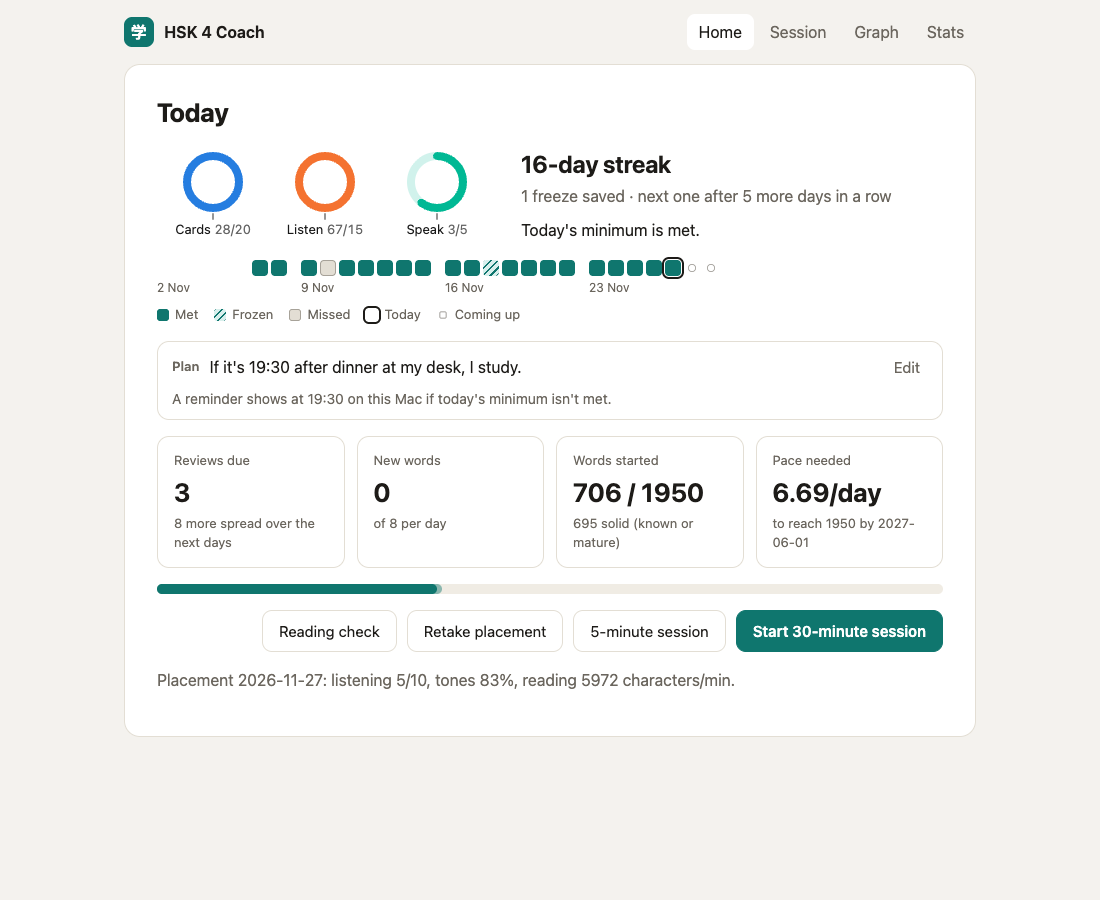 学 HSK 4 Coach
Home Session Graph Stats
Today
16-day streak
1 freeze saved · next one after 5 more days in a row
Today's minimum is met.
Cards 28/20 Listen 67/15 Speak 3/5
2 Nov 9 Nov 16 Nov 23 Nov
Met Frozen Missed Today Coming up
Plan If it's 19:30 after dinner at my desk, I study. Edit
A reminder shows at 19:30 on this Mac if today's minimum isn't met.
Reviews due
3
8 more spread over the
next days
New words
0
of 8 per day
Words started
706 / 1950
695 solid (known or
mature)
Pace needed
6.69/day
to reach 1950 by 2027-
06-01
Reading check Retake placement 5-minute session Start 30-minute session
Placement 2026-11-27: listening 5/10, tones 83%, reading 5972 characters/min.